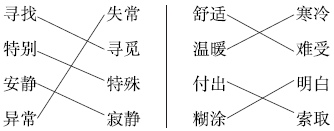 寻找 失常 舒适 寒冷
特别 寻觅 温暖 难受
安静 特殊 付出 明白
异常 寂静 糊涂 索取